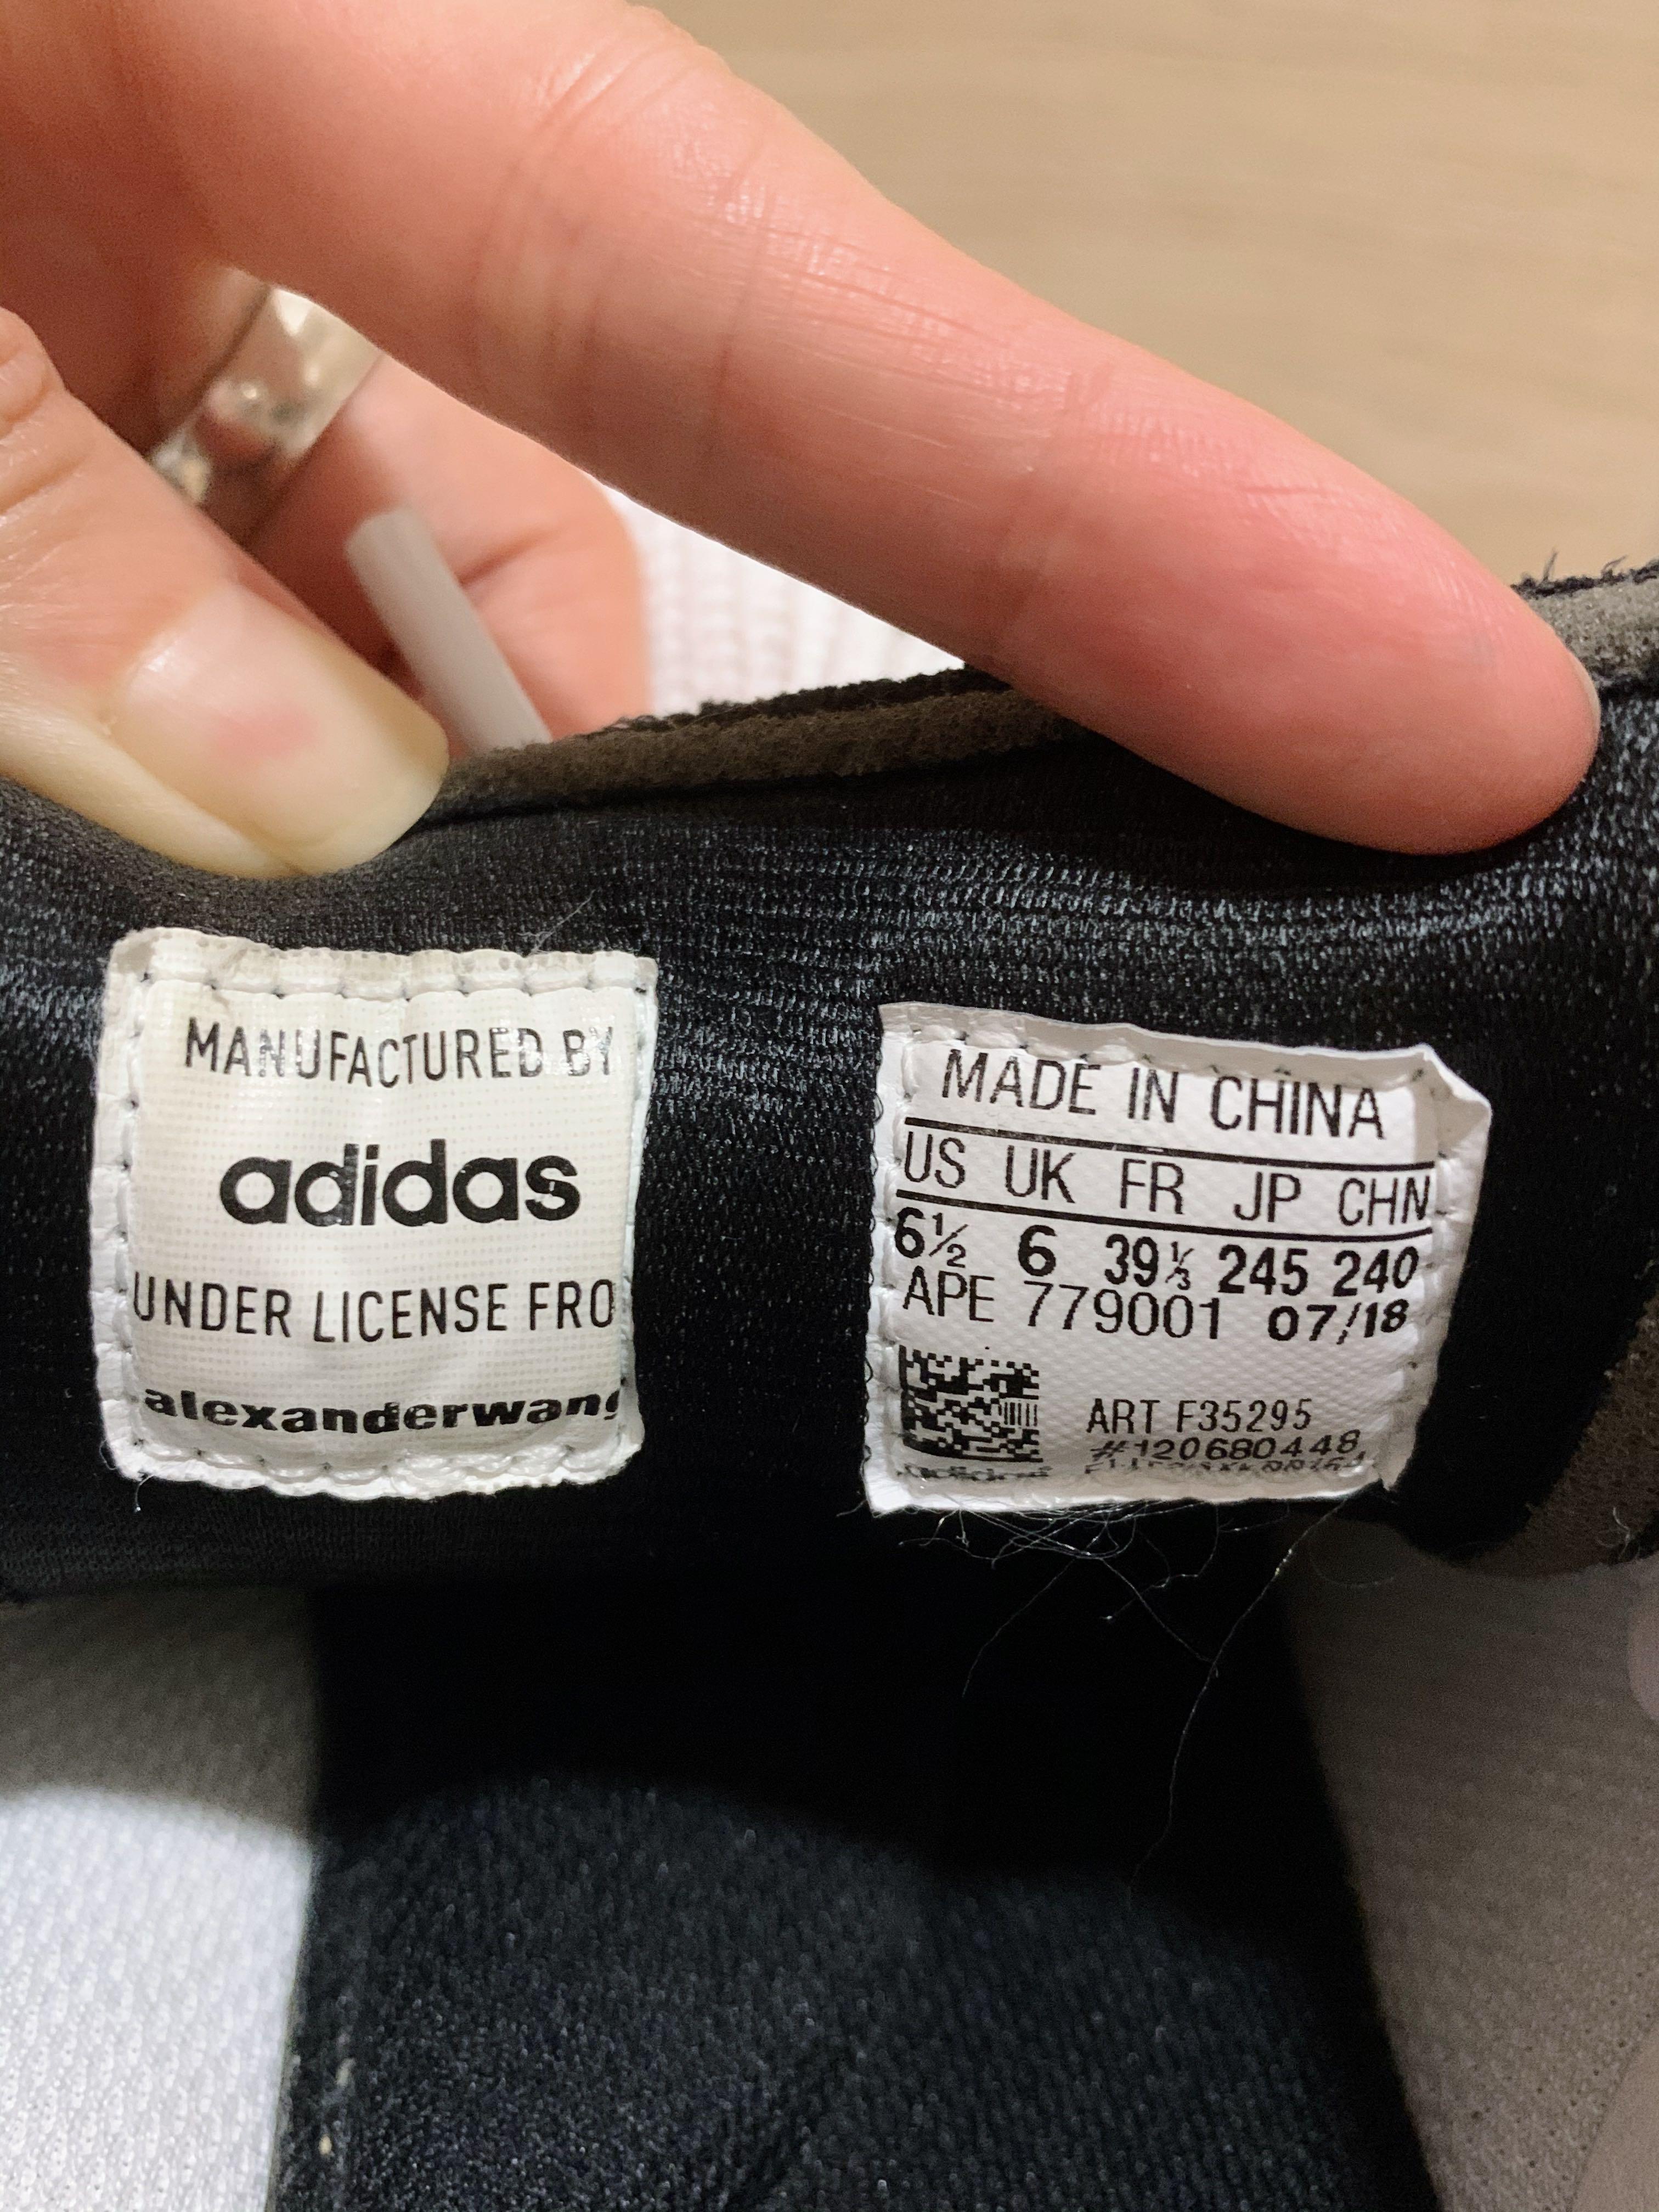 MANUFACTURED BY
adidas
UNDER LICENSE FRO
alexanderwang
MADE IN CHINA
US UK FR JP CHN
6½ 6 39⅓ 245 240
APE 779001 07/18
ART F35295
#120680448
adidas